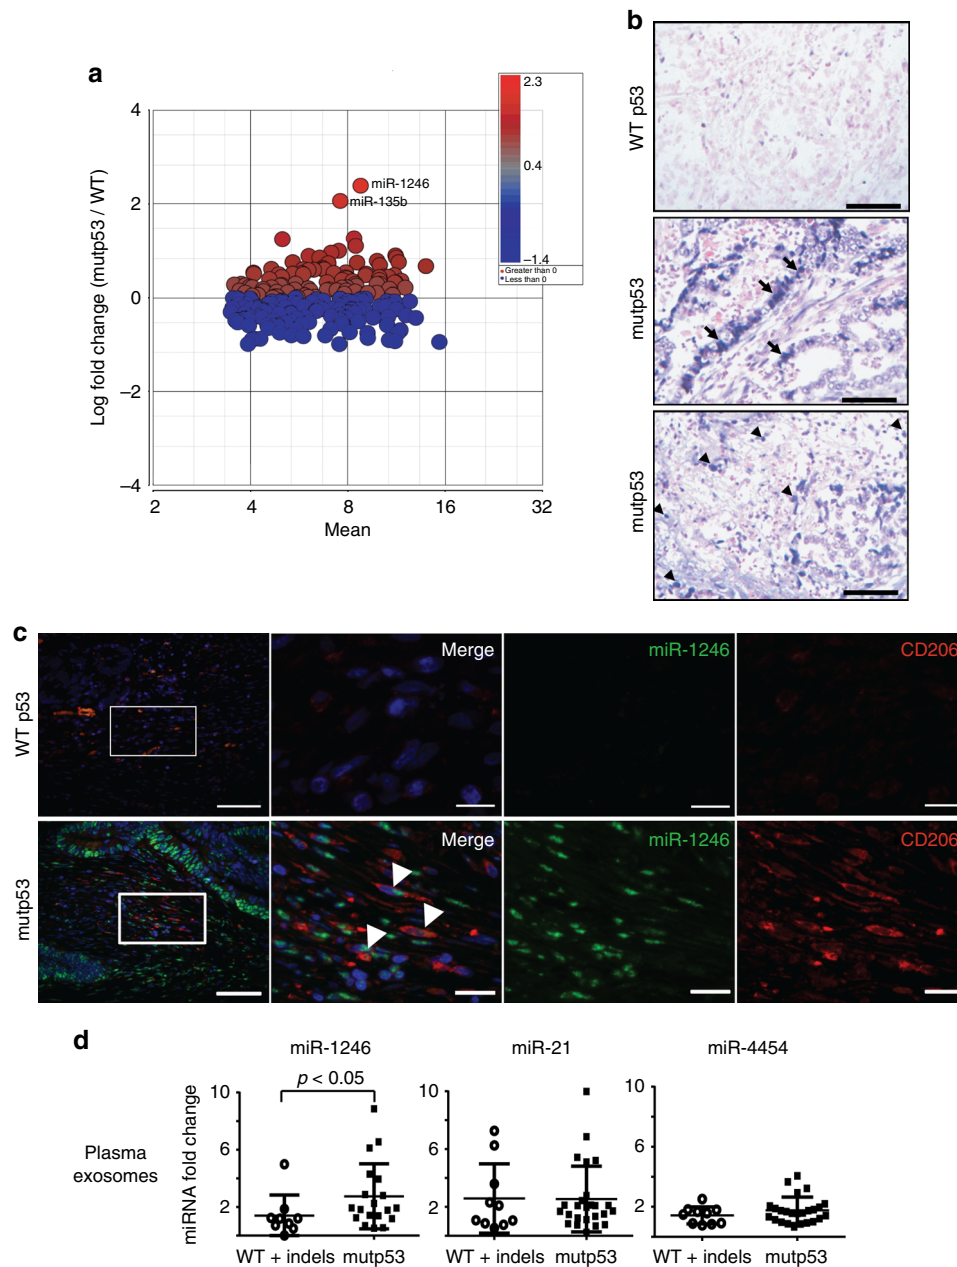 a
4
2
0
−2
−4
Log fold change (mutp53 / WT)
2
4
8
16
32
Mean
miR-1246
miR-135b
2.3
0.4
−1.4
Greater than 0
Less than 0
b
WT p53
mutp53
mutp53
c
WT p53
Merge
miR-1246
CD206
mutp53
Merge
miR-1246
CD206
d
Plasma
exosomes
miRNA fold change
miR-1246
p < 0.05
10
6
2
WT + indels
mutp53
miR-21
10
6
2
WT + indels
mutp53
miR-4454
10
6
2
WT + indels
mutp53